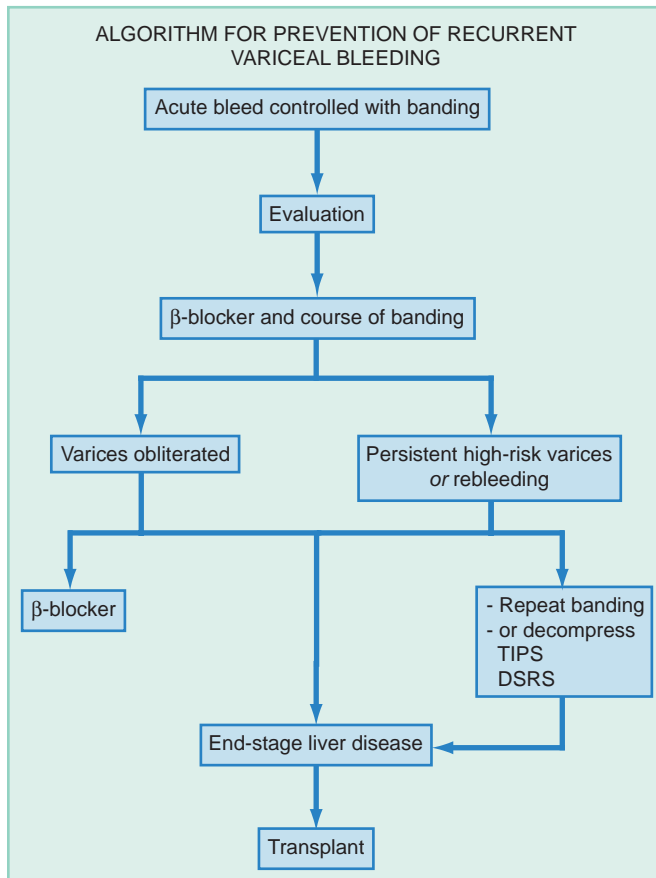 ALGORITHM FOR PREVENTION OF RECURRENT
VARICEAL BLEEDING
Acute bleed controlled with banding
Evaluation
β-blocker and course of banding
Varices obliterated
Persistent high-risk varices
or rebleeding
β-blocker
- Repeat banding
- or decompress
TIPS
DSRS
End-stage liver disease
Transplant